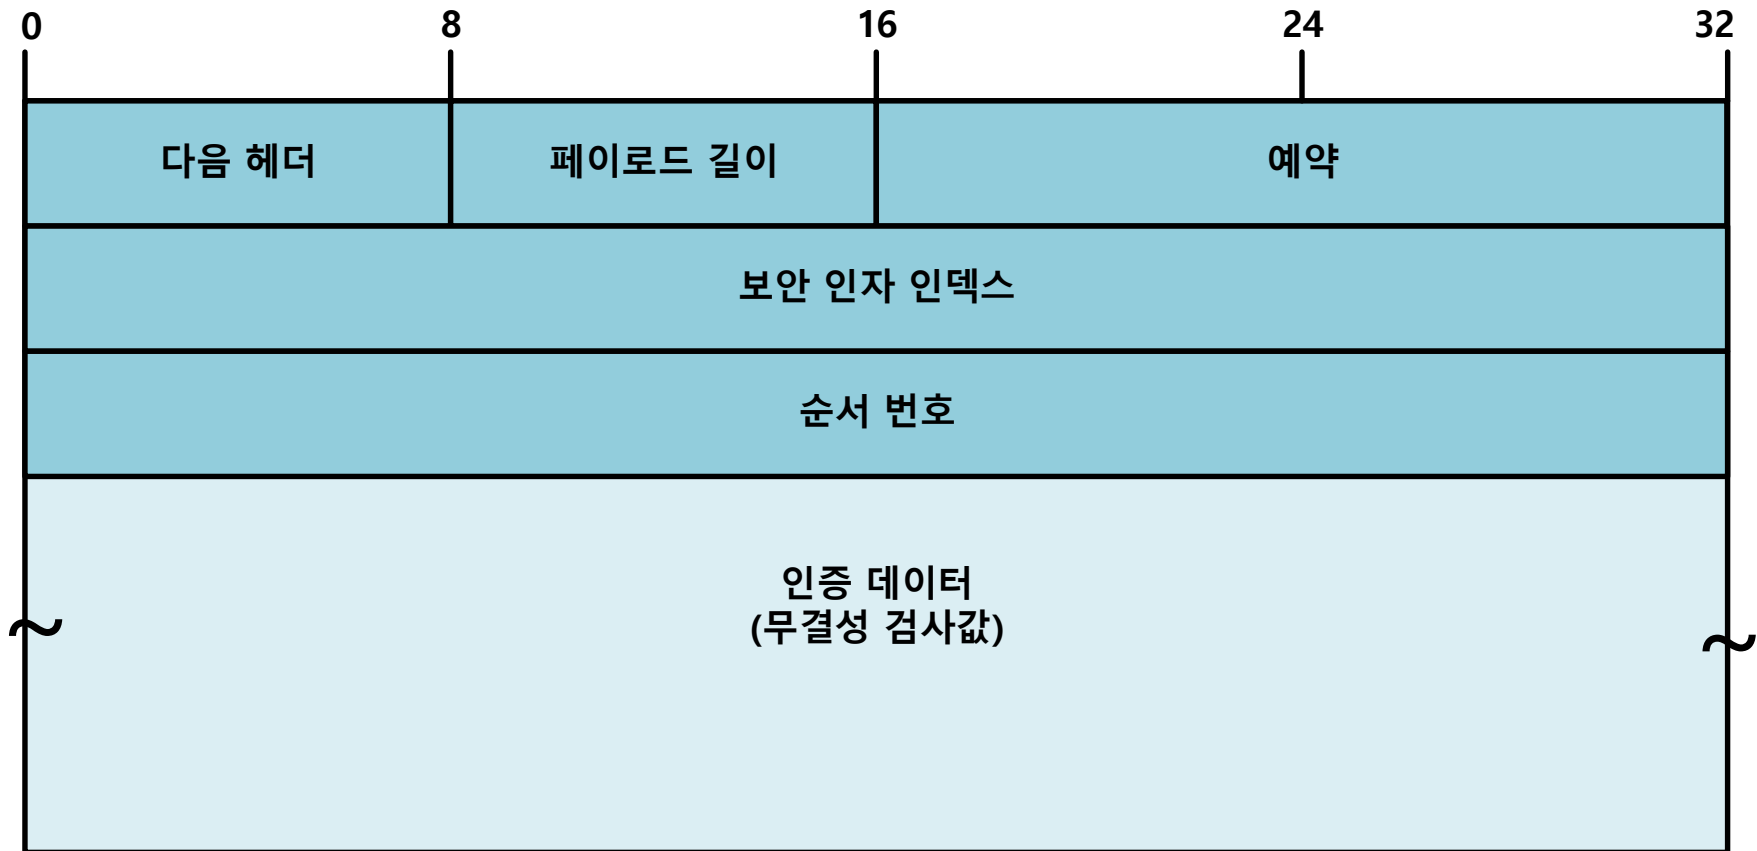 0 8 16 24 32
다음 헤더 페이로드 길이 예약
보안 인자 인덱스
순서 번호
인증 데이터
(무결성 검사값)
~ ~